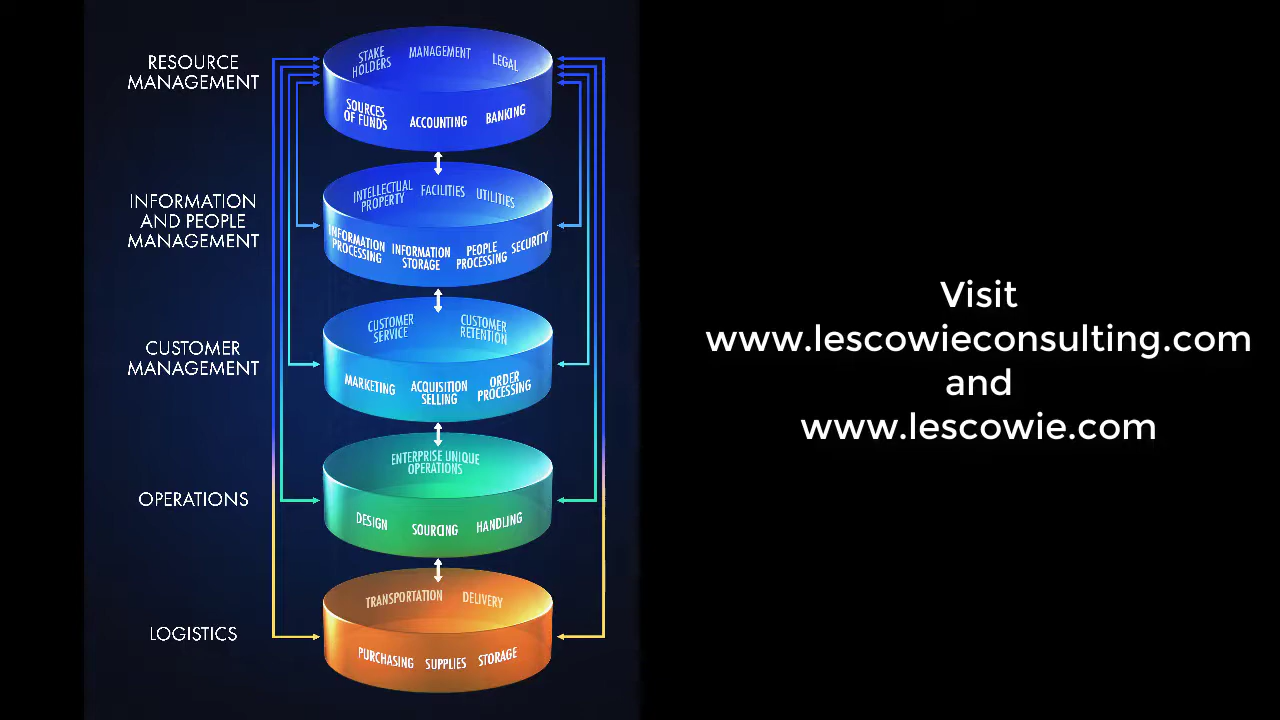 RESOURCE
MANAGEMENT
STAKE
HOLDERS
MANAGEMENT
LEGAL
SOURCES
OF FUNDS
ACCOUNTING
BANKING
INFORMATION
AND PEOPLE
MANAGEMENT
INTELLECTUAL
PROPERTY
FACILITIES
UTILITIES
INFORMATION
PROCESSING
INFORMATION
STORAGE
PEOPLE
PROCESSING
SECURITY
CUSTOMER
MANAGEMENT
CUSTOMER
SERVICE
CUSTOMER
RETENTION
MARKETING
ACQUISITION
SELLING
ORDER
PROCESSING
OPERATIONS
ENTERPRISE UNIQUE
OPERATIONS
DESIGN
SOURCING
HANDLING
LOGISTICS
TRANSPORTATION
DELIVERY
PURCHASING
SUPPLIES
STORAGE
Visit
www.lescowieconsulting.com
and
www.lescowie.com